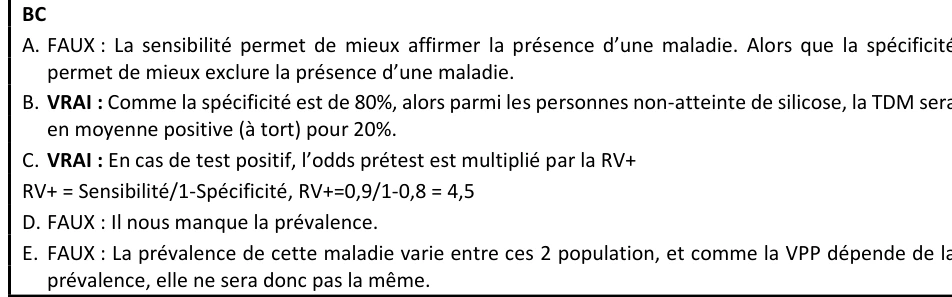 BC
A. FAUX : La sensibilité permet de mieux affirmer la présence d’une maladie. Alors que la spécificité
permet de mieux exclure la présence d’une maladie.
B. VRAI : Comme la spécificité est de 80%, alors parmi les personnes non-atteinte de silicose, la TDM sera
en moyenne positive (à tort) pour 20%.
C. VRAI : En cas de test positif, l’odds prétest est multiplié par la RV+
RV+ = Sensibilité/1-Spécificité, RV+=0,9/1-0,8 = 4,5
D. FAUX : Il nous manque la prévalence.
E. FAUX : La prévalence de cette maladie varie entre ces 2 population, et comme la VPP dépende de la
prévalence, elle ne sera donc pas la même.